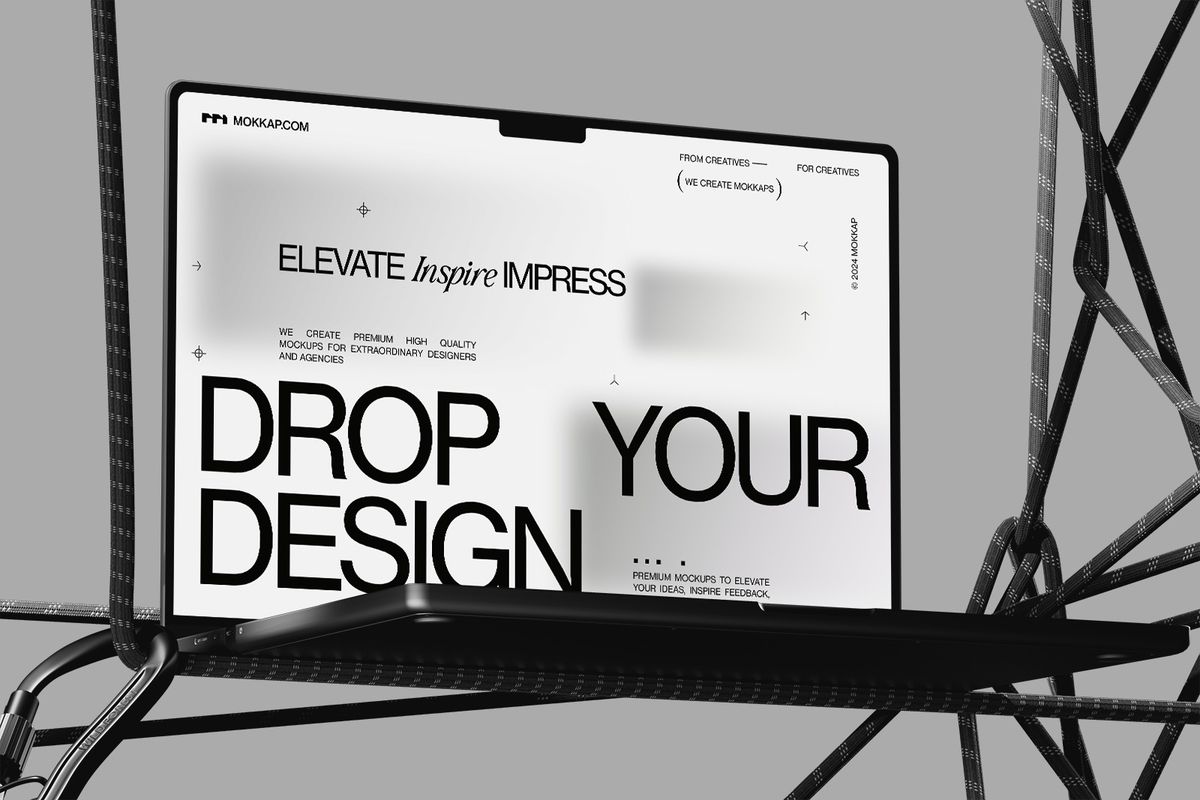 MOKKAP.COM
FROM CREATIVES — FOR CREATIVES
(WE CREATE MOKKAPS)
© 2024 MOKKAP
ELEVATE Inspire IMPRESS
WE CREATE PREMIUM HIGH QUALITY
MOCKUPS FOR EXTRAORDINARY DESIGNERS
AND AGENCIES
DROP YOUR
DESIGN
PREMIUM MOCKUPS TO ELEVATE
YOUR IDEAS, INSPIRE FEEDBACK,